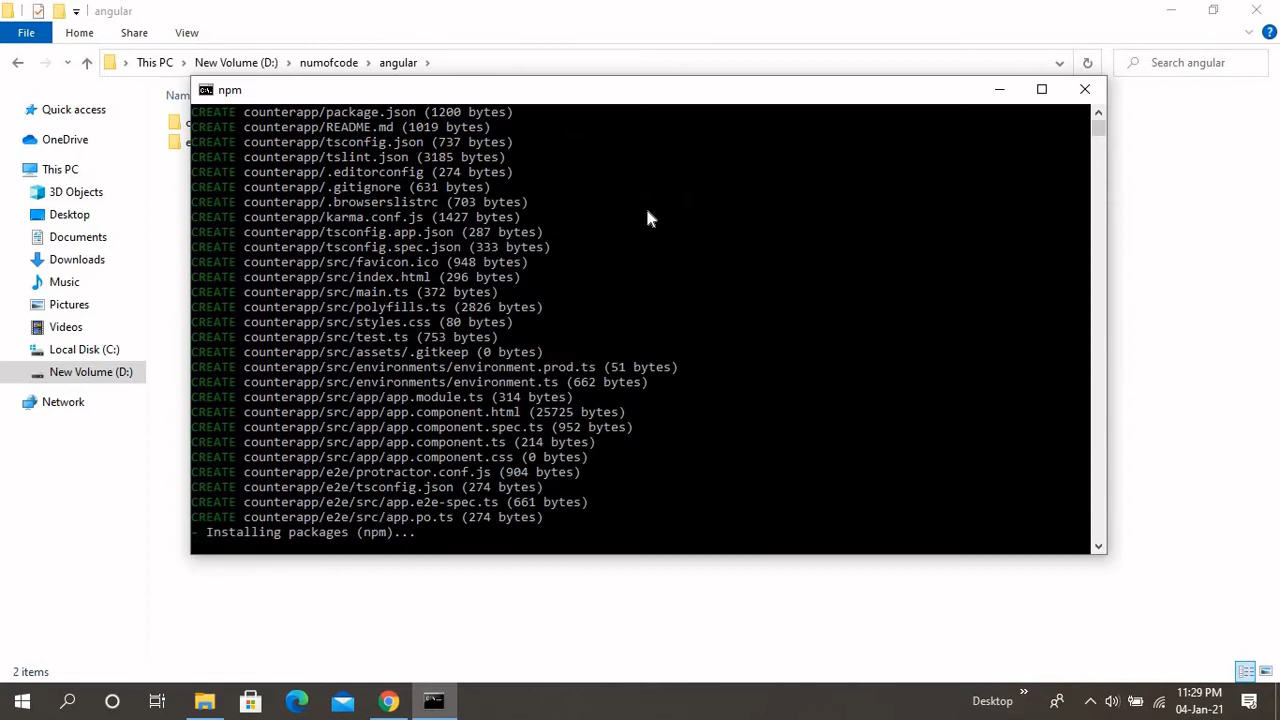 angular
File Home Share View
This PC New Volume (D:) numofcode angular
Search angular
npm
Quick access
OneDrive
This PC
3D Objects
Desktop
Documents
Downloads
Music
Pictures
Videos
Local Disk (C:)
New Volume (D:)
Network
Nam
CREATE counterapp/package.json (1200 bytes)
CREATE counterapp/README.md (1019 bytes)
CREATE counterapp/tsconfig.json (737 bytes)
CREATE counterapp/tslint.json (3185 bytes)
CREATE counterapp/.editorconfig (274 bytes)
CREATE counterapp/.gitignore (631 bytes)
CREATE counterapp/.browserslistrc (703 bytes)
CREATE counterapp/karma.conf.js (1427 bytes)
CREATE counterapp/tsconfig.app.json (287 bytes)
CREATE counterapp/tsconfig.spec.json (333 bytes)
CREATE counterapp/src/favicon.ico (948 bytes)
CREATE counterapp/src/index.html (296 bytes)
CREATE counterapp/src/main.ts (372 bytes)
CREATE counterapp/src/polyfills.ts (2826 bytes)
CREATE counterapp/src/styles.css (80 bytes)
CREATE counterapp/src/test.ts (753 bytes)
CREATE counterapp/src/assets/.gitkeep (0 bytes)
CREATE counterapp/src/environments/environment.prod.ts (51 bytes)
CREATE counterapp/src/environments/environment.ts (662 bytes)
CREATE counterapp/src/app/app.module.ts (314 bytes)
CREATE counterapp/src/app/app.component.html (25725 bytes)
CREATE counterapp/src/app/app.component.spec.ts (952 bytes)
CREATE counterapp/src/app/app.component.ts (214 bytes)
CREATE counterapp/src/app/app.component.css (0 bytes)
CREATE counterapp/e2e/protractor.conf.js (904 bytes)
CREATE counterapp/e2e/tsconfig.json (274 bytes)
CREATE counterapp/e2e/src/app.e2e-spec.ts (661 bytes)
CREATE counterapp/e2e/src/app.po.ts (274 bytes)
- Installing packages (npm)...
2 items
Desktop
11:29 PM
04-Jan-21